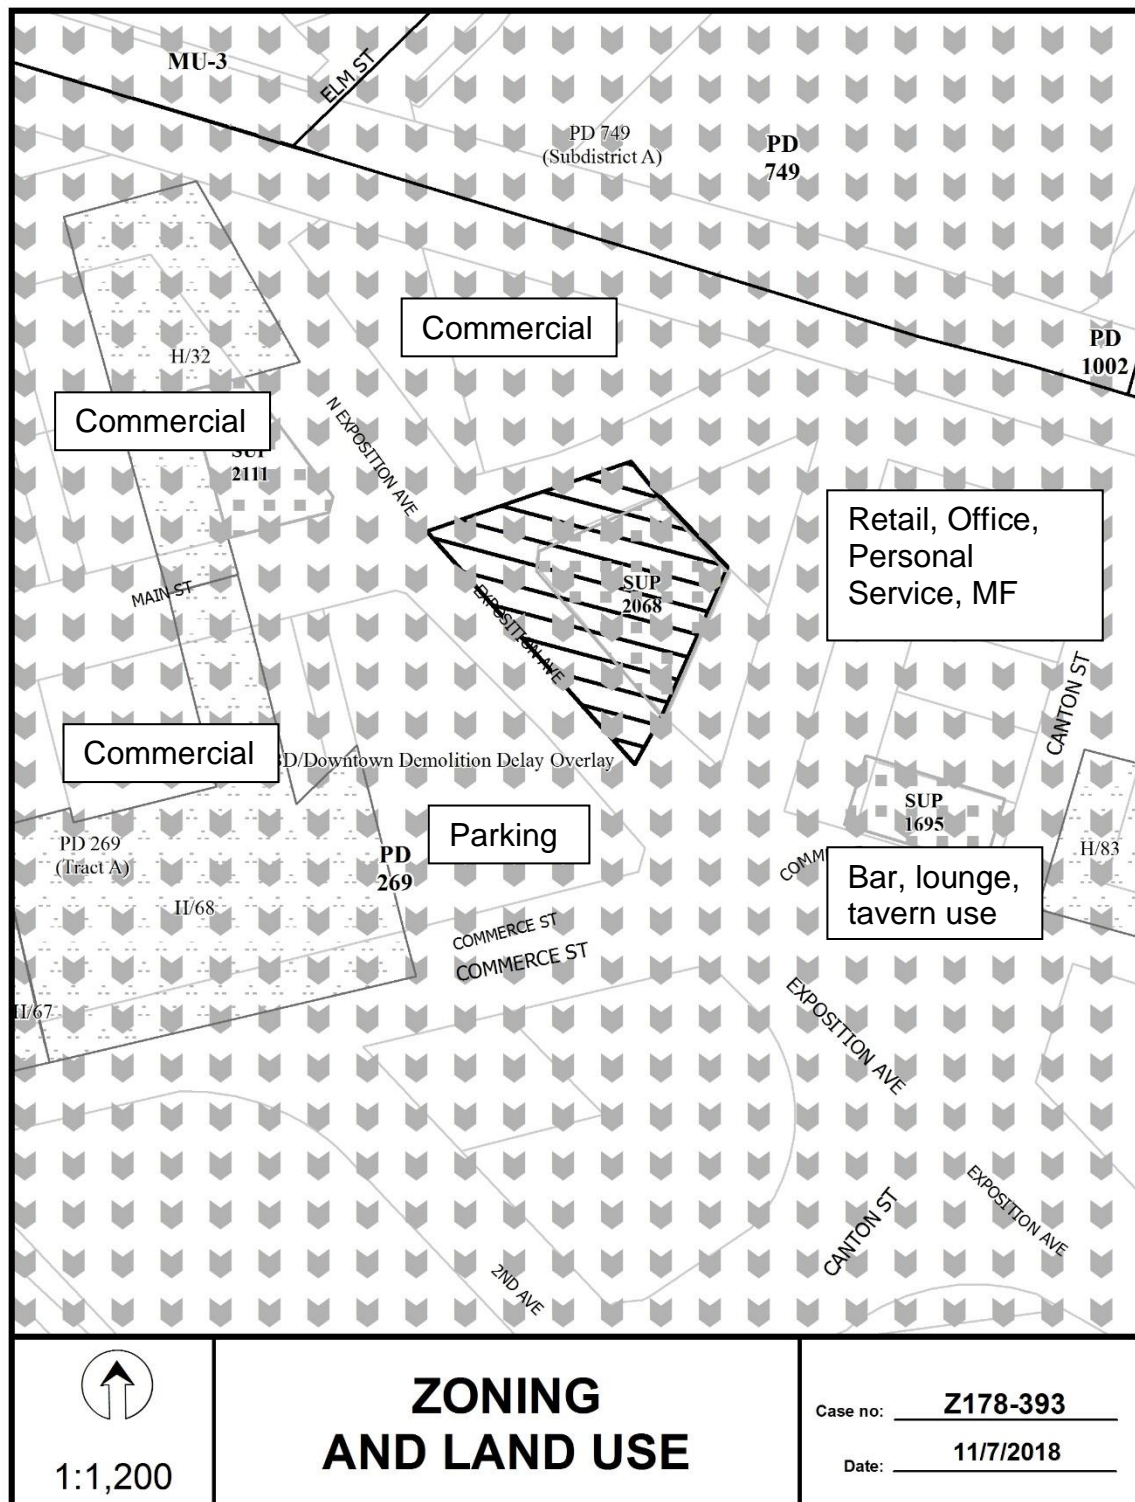 MU-3
ELM ST
PD 749
(Subdistrict A)
PD
749
Commercial
PD
1002
H/32
Commercial
N EXPOSITION AVE
SUP
2111
Retail, Office,
Personal
Service, MF
SUP
2068
MAIN ST
EXPOSITION AVE
CANTON ST
Commercial
D/Downtown Demolition Delay Overlay
SUP
1695
Parking
PD 269
(Tract A)
PD
269
H/83
COMM
Bar, lounge,
tavern use
H/68
COMMERCE ST
COMMERCE ST
EXPOSITION AVE
H/67
EXPOSITION AVE
CANTON ST
2ND AVE
1:1,200
ZONING
AND LAND USE
Case no: Z178-393
Date: 11/7/2018